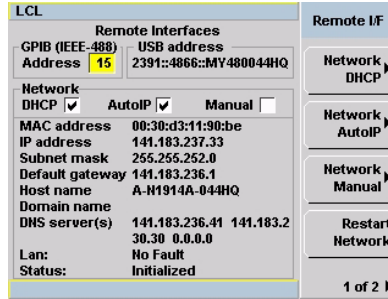 LCL
Remote Interfaces
GPIB (IEEE-488)
Address 15
USB address
2391::4866::MY480044HQ
Network
DHCP AutoIP Manual
MAC address 00:30:d3:11:90:be
IP address 141.183.237.33
Subnet mask 255.255.252.0
Default gateway 141.183.236.1
Host name A-N1914A-044HQ
Domain name
DNS server(s) 141.183.236.41 141.183.2
30.30 0.0.0.0
Lan: No Fault
Status: Initialized
Remote I/F
Network
DHCP
Network
AutoIP
Network
Manual
Restart
Network
1 of 2